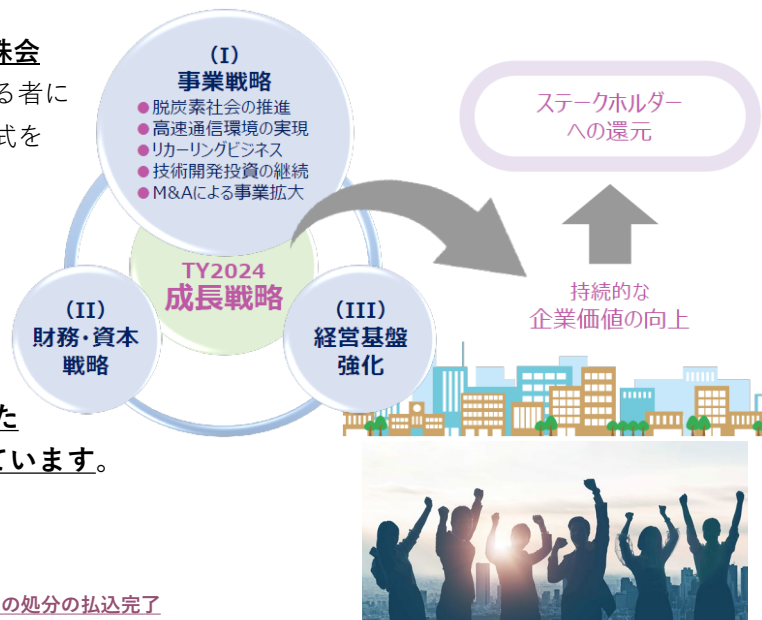 朱会
る者に
式を
(I)
事業戦略
●脱炭素社会の推進
●高速通信環境の実現
●リカーリングビジネス
●技術開発投資の継続
●M&Aによる事業拡大
ステークホルダー
への還元
TY2024
成長戦略
(II)
財務・資本
戦略
(III)
経営基盤
強化
持続的な
企業価値の向上
た
ています。
の処分の払込完了